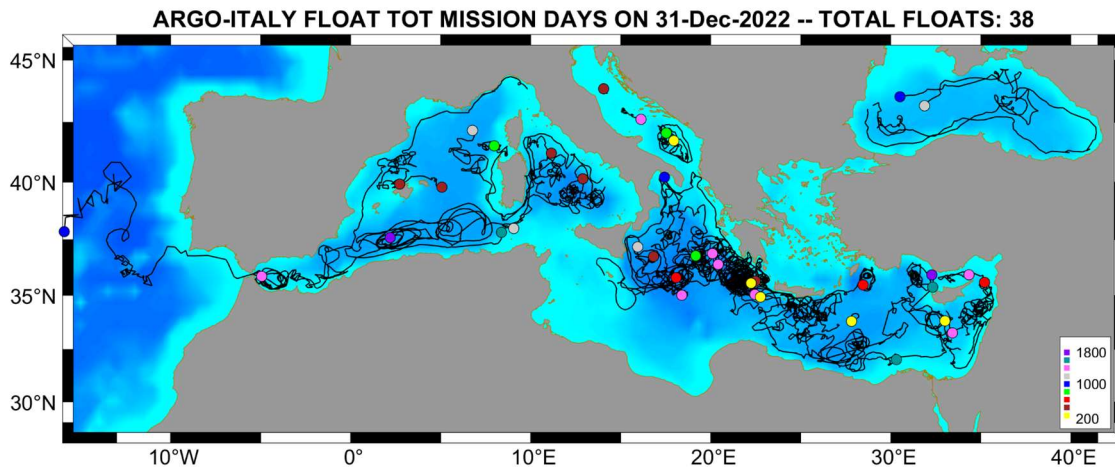 ARGO-ITALY FLOAT TOT MISSION DAYS ON 31-Dec-2022 -- TOTAL FLOATS: 38
45°N
40°N
35°N
30°N
10°W
0°
10°E
20°E
30°E
40°E
1800
1000
200